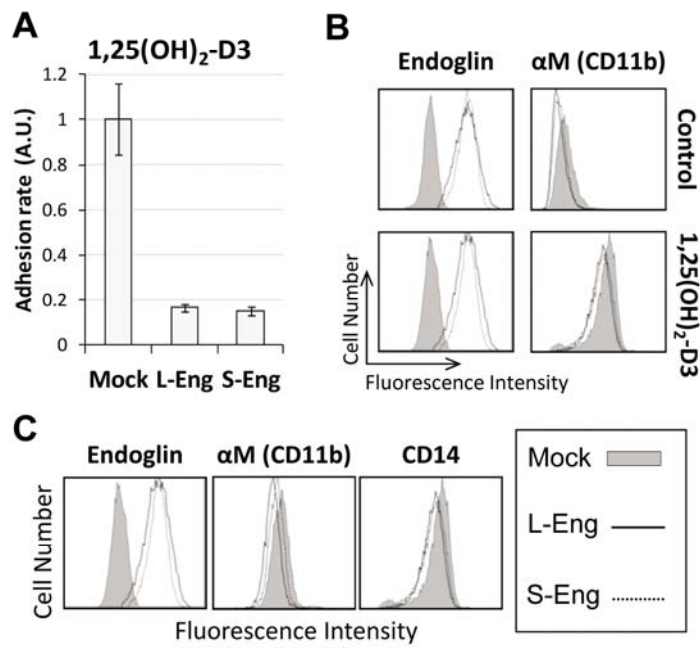 A
1,25(OH)₂-D3
Adhesion rate (A.U.)
1.2
1
0.8
0.6
0.4
0.2
0
Mock L-Eng S-Eng
B
Endoglin αM (CD11b)
Control
1,25(OH)₂-D3
Cell Number
Fluorescence Intensity
C
Endoglin αM (CD11b) CD14
Cell Number
Fluorescence Intensity
Mock
L-Eng
S-Eng